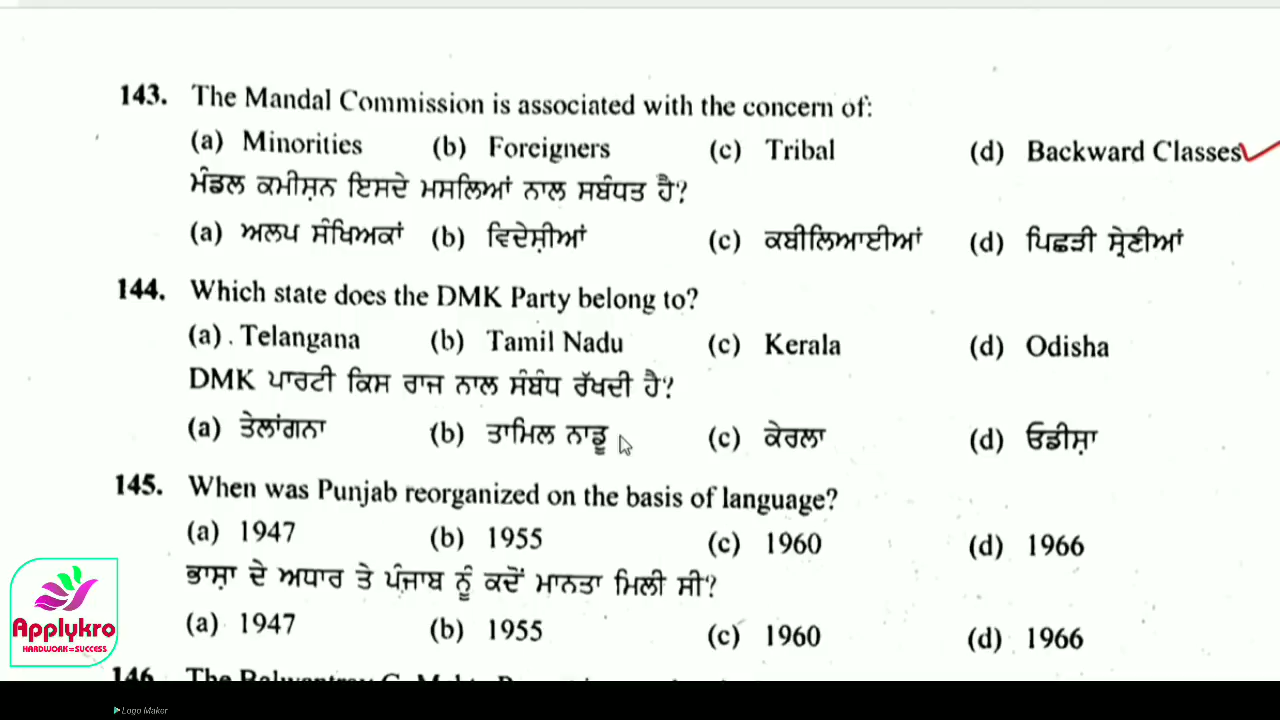 143. The Mandal Commission is associated with the concern of:
(a) Minorities (b) Foreigners (c) Tribal (d) Backward Classes
ਮੰਡਲ ਕਮੀਸ਼ਨ ਇਸਦੇ ਮਸਲਿਆਂ ਨਾਲ ਸਬੰਧਤ ਹੈ?
(a) ਅਲਪ ਸੰਖਿਅਕਾਂ (b) ਵਿਦੇਸ਼ੀਆਂ (c) ਕਬੀਲਿਆਈਆਂ (d) ਪਿਛੜੀ ਸ਼੍ਰੇਣੀਆਂ
144. Which state does the DMK Party belong to?
(a) . Telangana (b) Tamil Nadu (c) Kerala (d) Odisha
DMK ਪਾਰਟੀ ਕਿਸ ਰਾਜ ਨਾਲ ਸੰਬੰਧ ਰੱਖਦੀ ਹੈ?
(a) ਤੇਲਾਂਗਨਾ (b) ਤਾਮਿਲ ਨਾਡੂ (c) ਕੇਰਲਾ (d) ਓਡੀਸ਼ਾ
145. When was Punjab reorganized on the basis of language?
(a) 1947 (b) 1955 (c) 1960 (d) 1966
ਭਾਸ਼ਾ ਦੇ ਅਧਾਰ ਤੇ ਪੰਜਾਬ ਨੂੰ ਕਦੋਂ ਮਾਨਤਾ ਮਿਲੀ ਸੀ?
(a) 1947 (b) 1955 (c) 1960 (d) 1966
146. The
Applykro
HARDWORK=SUCCESS
Logo Maker